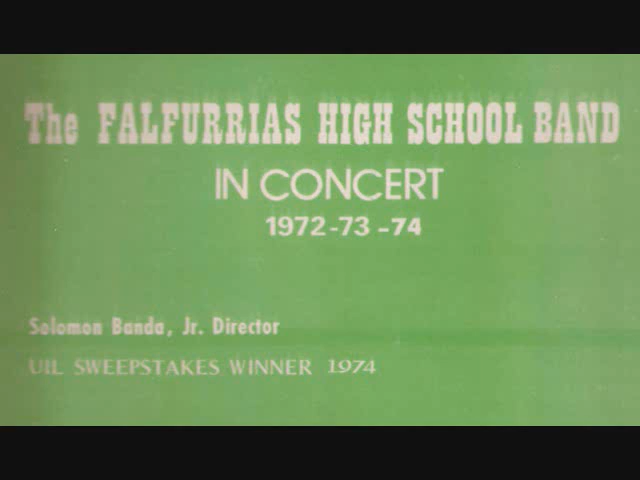 The FALFURRIAS HIGH SCHOOL BAND
IN CONCERT
1972-73-74
Solomon Banda, Jr. Director
UIL SWEEPSTAKES WINNER 1974